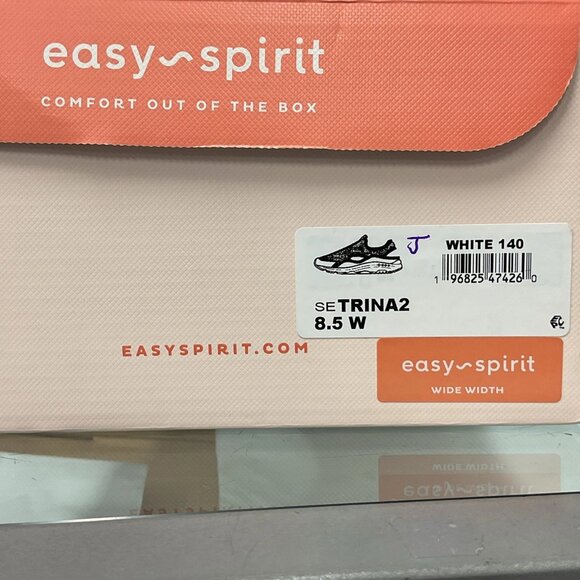 easy~spirit
COMFORT OUT OF THE BOX
J WHITE 140
1 96825 47426 0
SE TRINA2
8.5 W
EASYSPIRIT.COM
easy~spirit
WIDE WIDTH